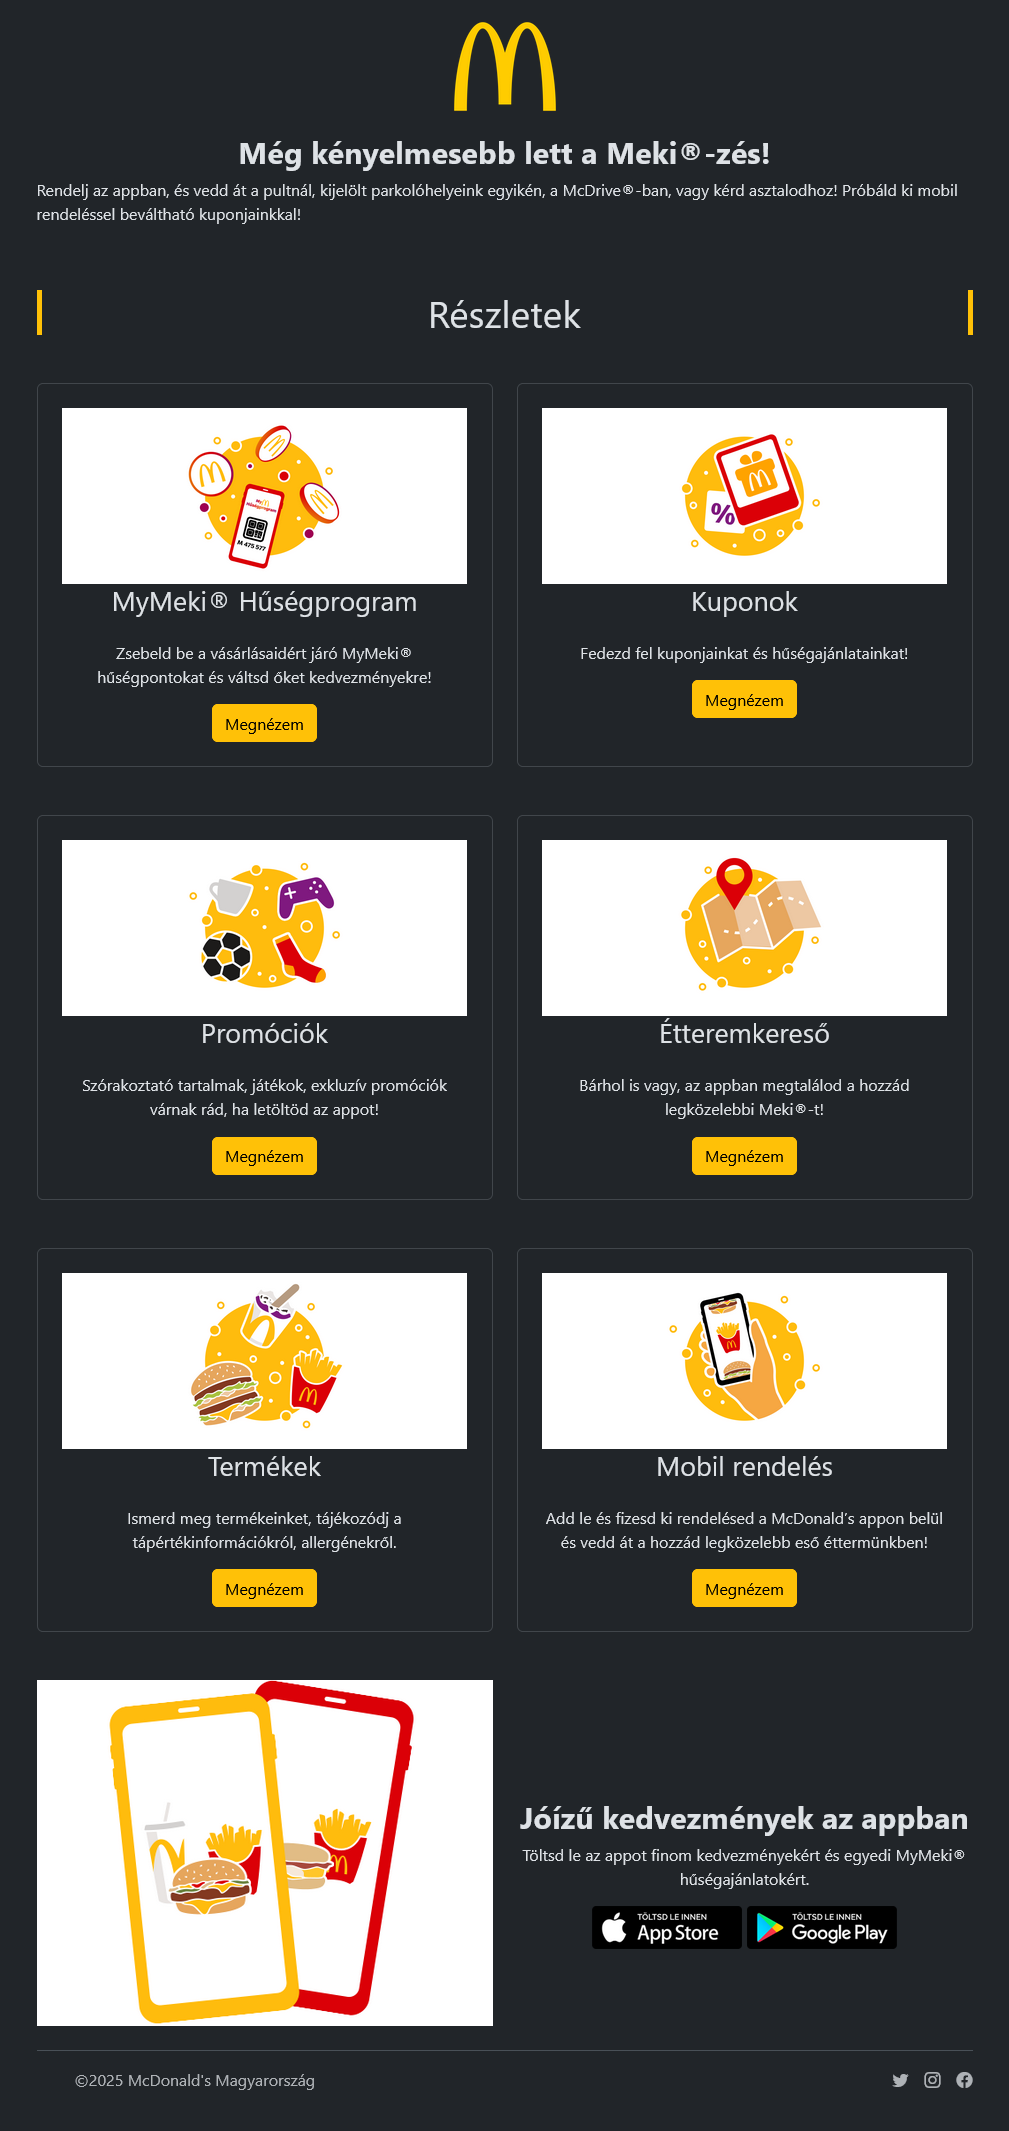 Még kényelmesebb lett a Meki®-zés!
Rendelj az appban, és vedd át a pultnál, kijelölt parkolóhelyeink egyikén, a McDrive®-ban, vagy kérd asztalodhoz! Próbáld ki mobil
rendeléssel beváltható kuponjainkkal!
Részletek
MyM
Hűségprogram
M 475 577
%
MyMeki® Hűségprogram
Zsebeld be a vásárlásaidért járó MyMeki®
hűségpontokat és váltsd őket kedvezményekre!
Megnézem
Kuponok
Fedezd fel kuponjainkat és hűségajánlatainkat!
Megnézem
Promóciók
Szórakoztató tartalmak, játékok, exkluzív promóciók
várnak rád, ha letöltöd az appot!
Megnézem
Étteremkereső
Bárhol is vagy, az appban megtalálod a hozzád
legközelebbi Meki®-t!
Megnézem
Termékek
Ismerd meg termékeinket, tájékozódj a
tápértékinformációkról, allergénekről.
Megnézem
Mobil rendelés
Add le és fizesd ki rendelésed a McDonald’s appon belül
és vedd át a hozzád legközelebb eső éttermünkben!
Megnézem
Jóízű kedvezmények az appban
Töltsd le az appot finom kedvezményekért és egyedi MyMeki®
hűségajánlatokért.
TÖLTSD LE INNEN
App Store
TÖLTSD LE INNEN
Google Play
©2025 McDonald's Magyarország